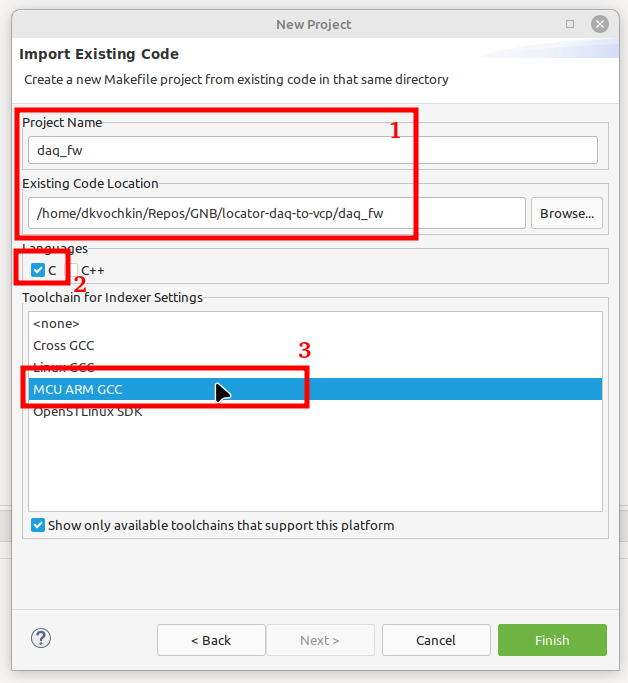 New Project
Import Existing Code
Create a new Makefile project from existing code in that same directory
Project Name
1
daq_fw
Existing Code Location
/home/dkvochkin/Repos/GNB/locator-daq-to-vcp/daq_fw
Browse...
Languages
C
C++
2
Toolchain for Indexer Settings
<none>
Cross GCC
3
Linux GCC
MCU ARM GCC
OpenSTLinux SDK
Show only available toolchains that support this platform
?
< Back
Next >
Cancel
Finish